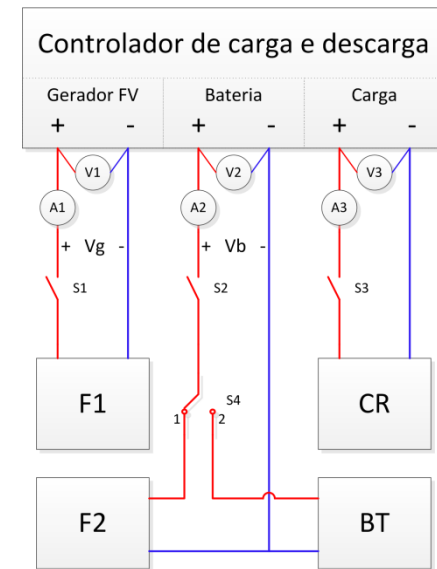 Controlador de carga e descarga
Gerador FV Bateria Carga
+ - + - + -
V1 V2 V3
A1 A2 A3
+ Vg - + Vb -
S1 S2 S3
F1 CR
S4
1 2
F2 BT